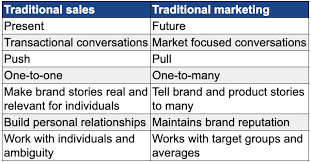 Traditional sales Traditional marketing
Present Future
Transactional conversations Market focused conversations
Push Pull
One-to-one One-to-many
Make brand stories real and Tell brand and product stories
relevant for individuals to many
Build personal relationships Maintains brand reputation
Work with individuals and Works with target groups and
ambiguity averages